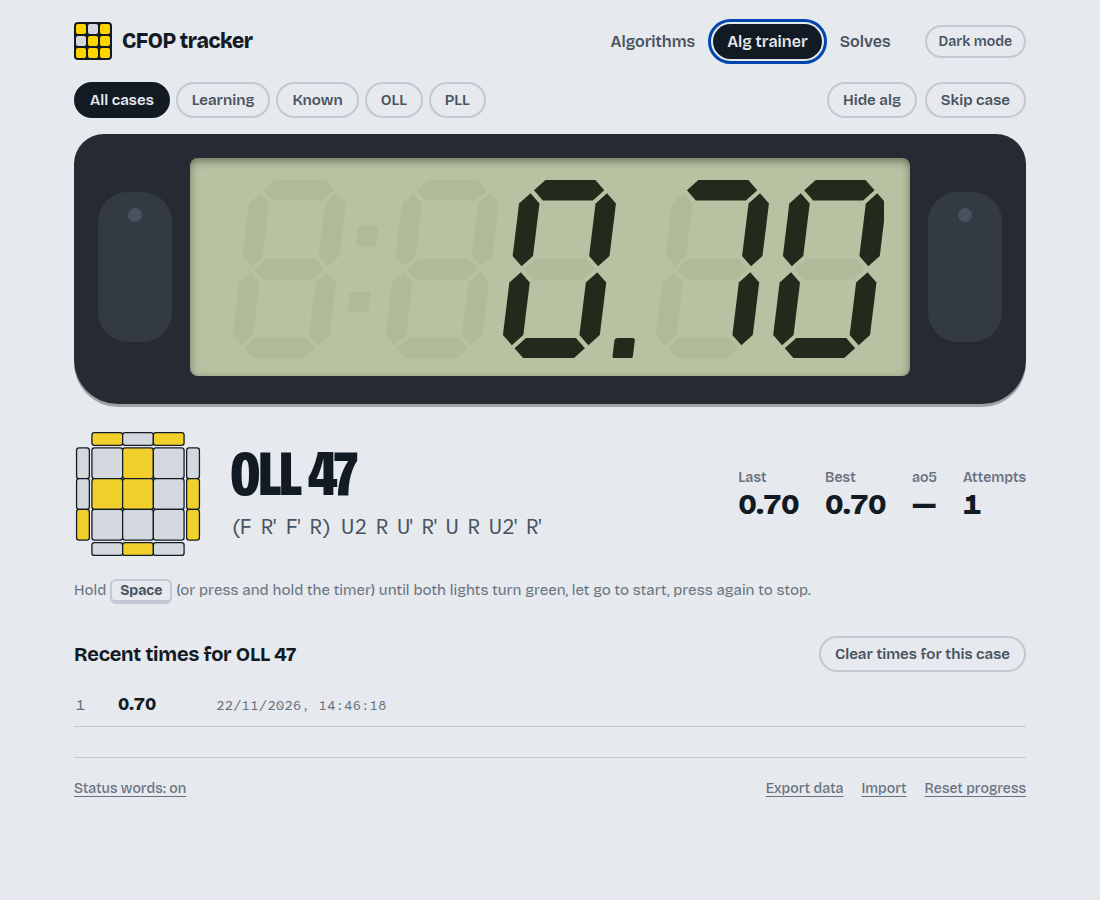 CFOP tracker
Algorithms Alg trainer Solves Dark mode
All cases Learning Known OLL PLL Hide alg Skip case
0.70
OLL 47
(F R' F' R) U2 R U' R' U R U2' R'
Last Best ao5 Attempts
0.70 0.70 — 1
Hold Space (or press and hold the timer) until both lights turn green, let go to start, press again to stop.
Recent times for OLL 47 Clear times for this case
1 0.70 22/11/2026, 14:46:18
Status words: on Export data Import Reset progress